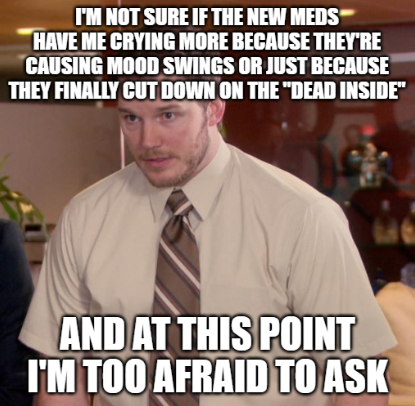 I'M NOT SURE IF THE NEW MEDS
HAVE ME CRYING MORE BECAUSE THEY'RE
CAUSING MOOD SWINGS OR JUST BECAUSE
THEY FINALLY CUT DOWN ON THE "DEAD INSIDE"
AND AT THIS POINT
I'M TOO AFRAID TO ASK